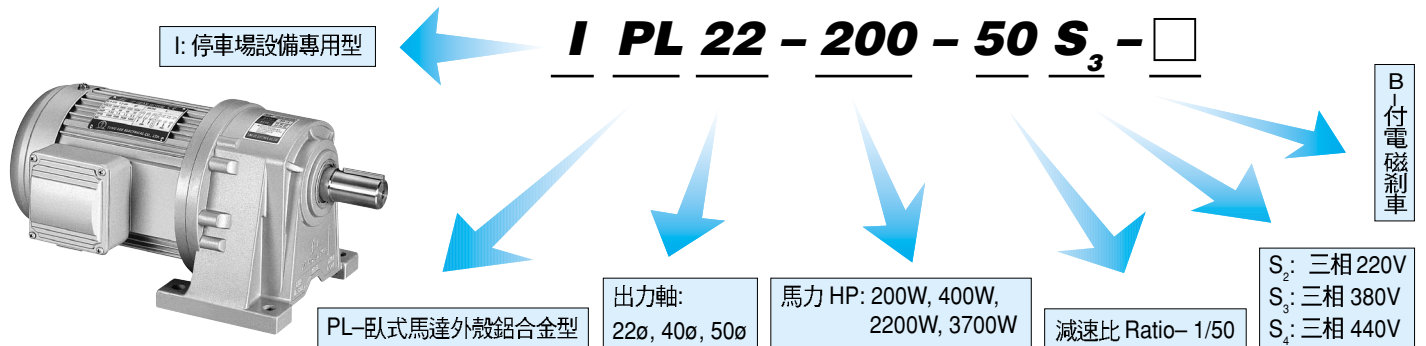 I PL 22 – 200 – 50 S₃ – □
I: 停車場設備專用型
B–付電磁剎車
PL–臥式馬達外殼鋁合金型
出力軸:
22ø, 40ø, 50ø
馬力 HP: 200W, 400W,
2200W, 3700W
減速比 Ratio– 1/50
S₂: 三相 220V
S₃: 三相 380V
S₄: 三相 440V